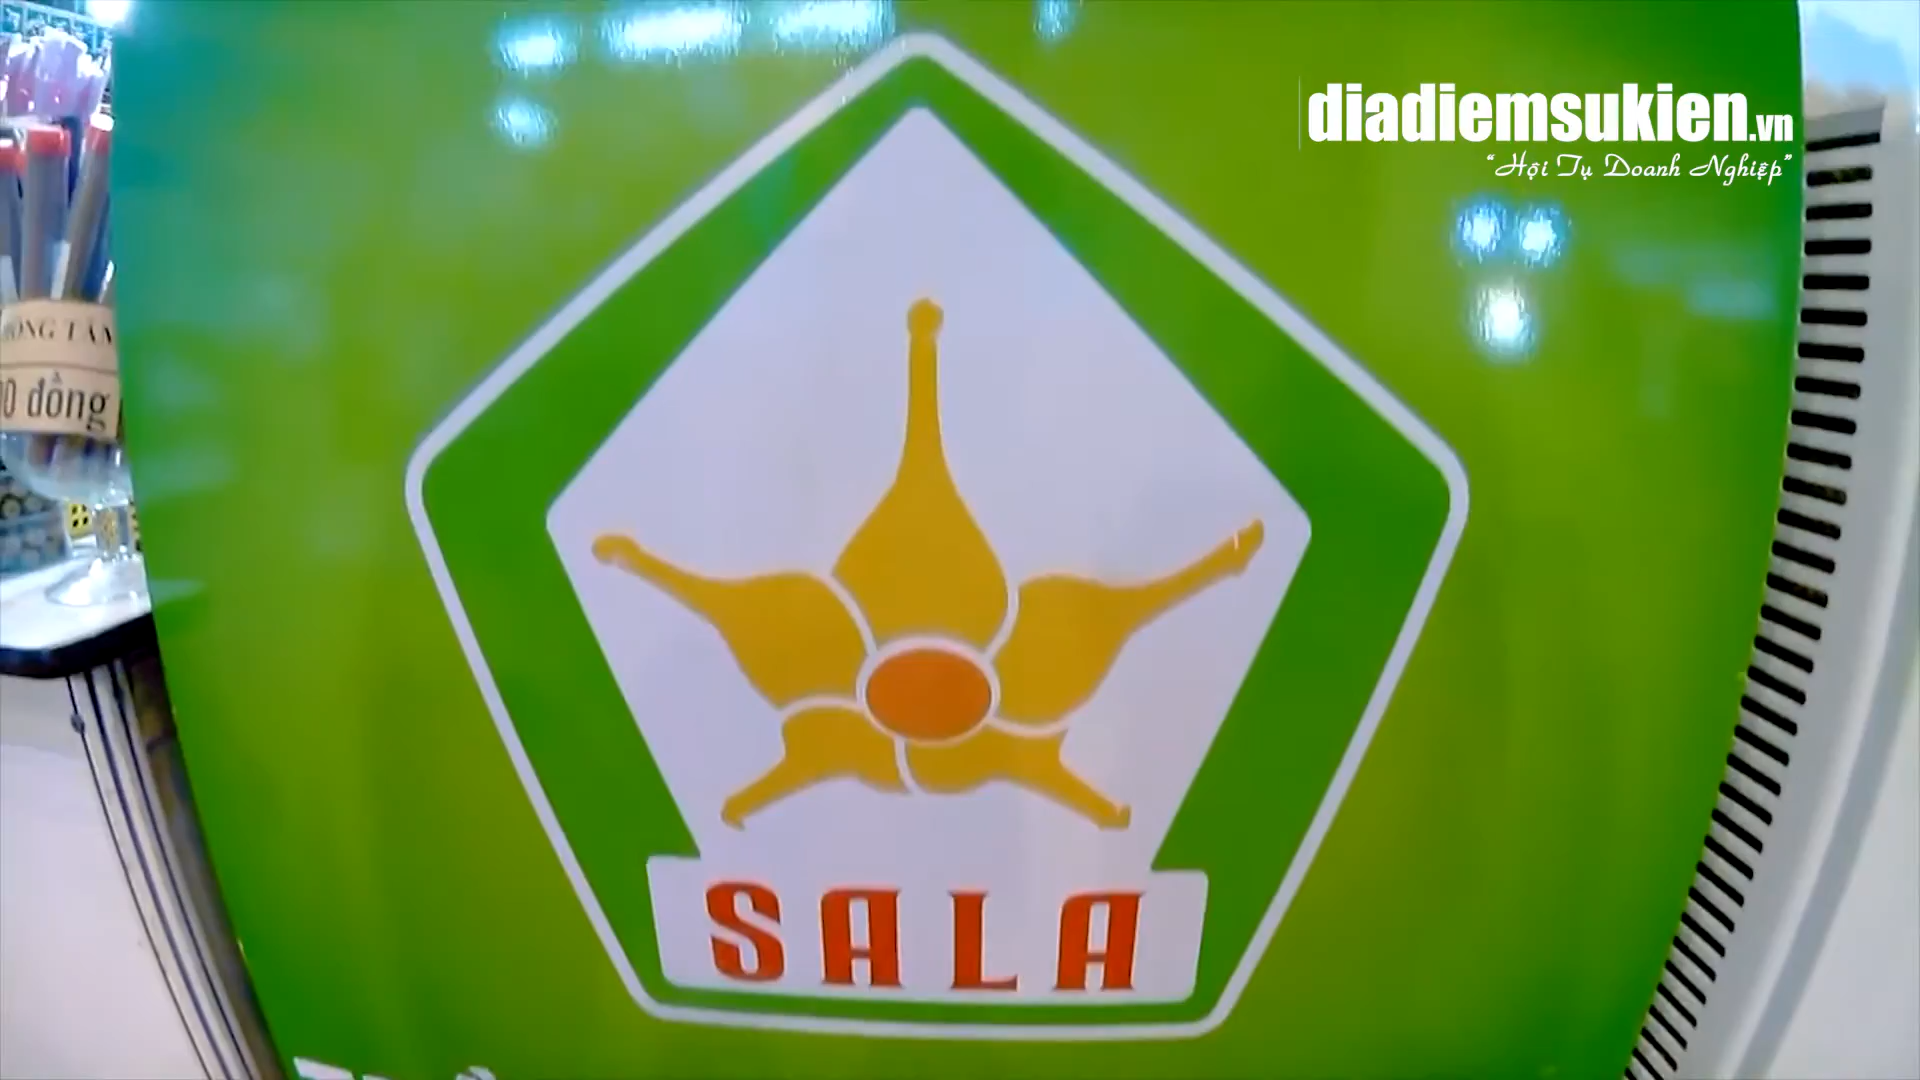 diadiemsukien.vn
“Hội Tụ Doanh Nghiệp”
đồng
SALA